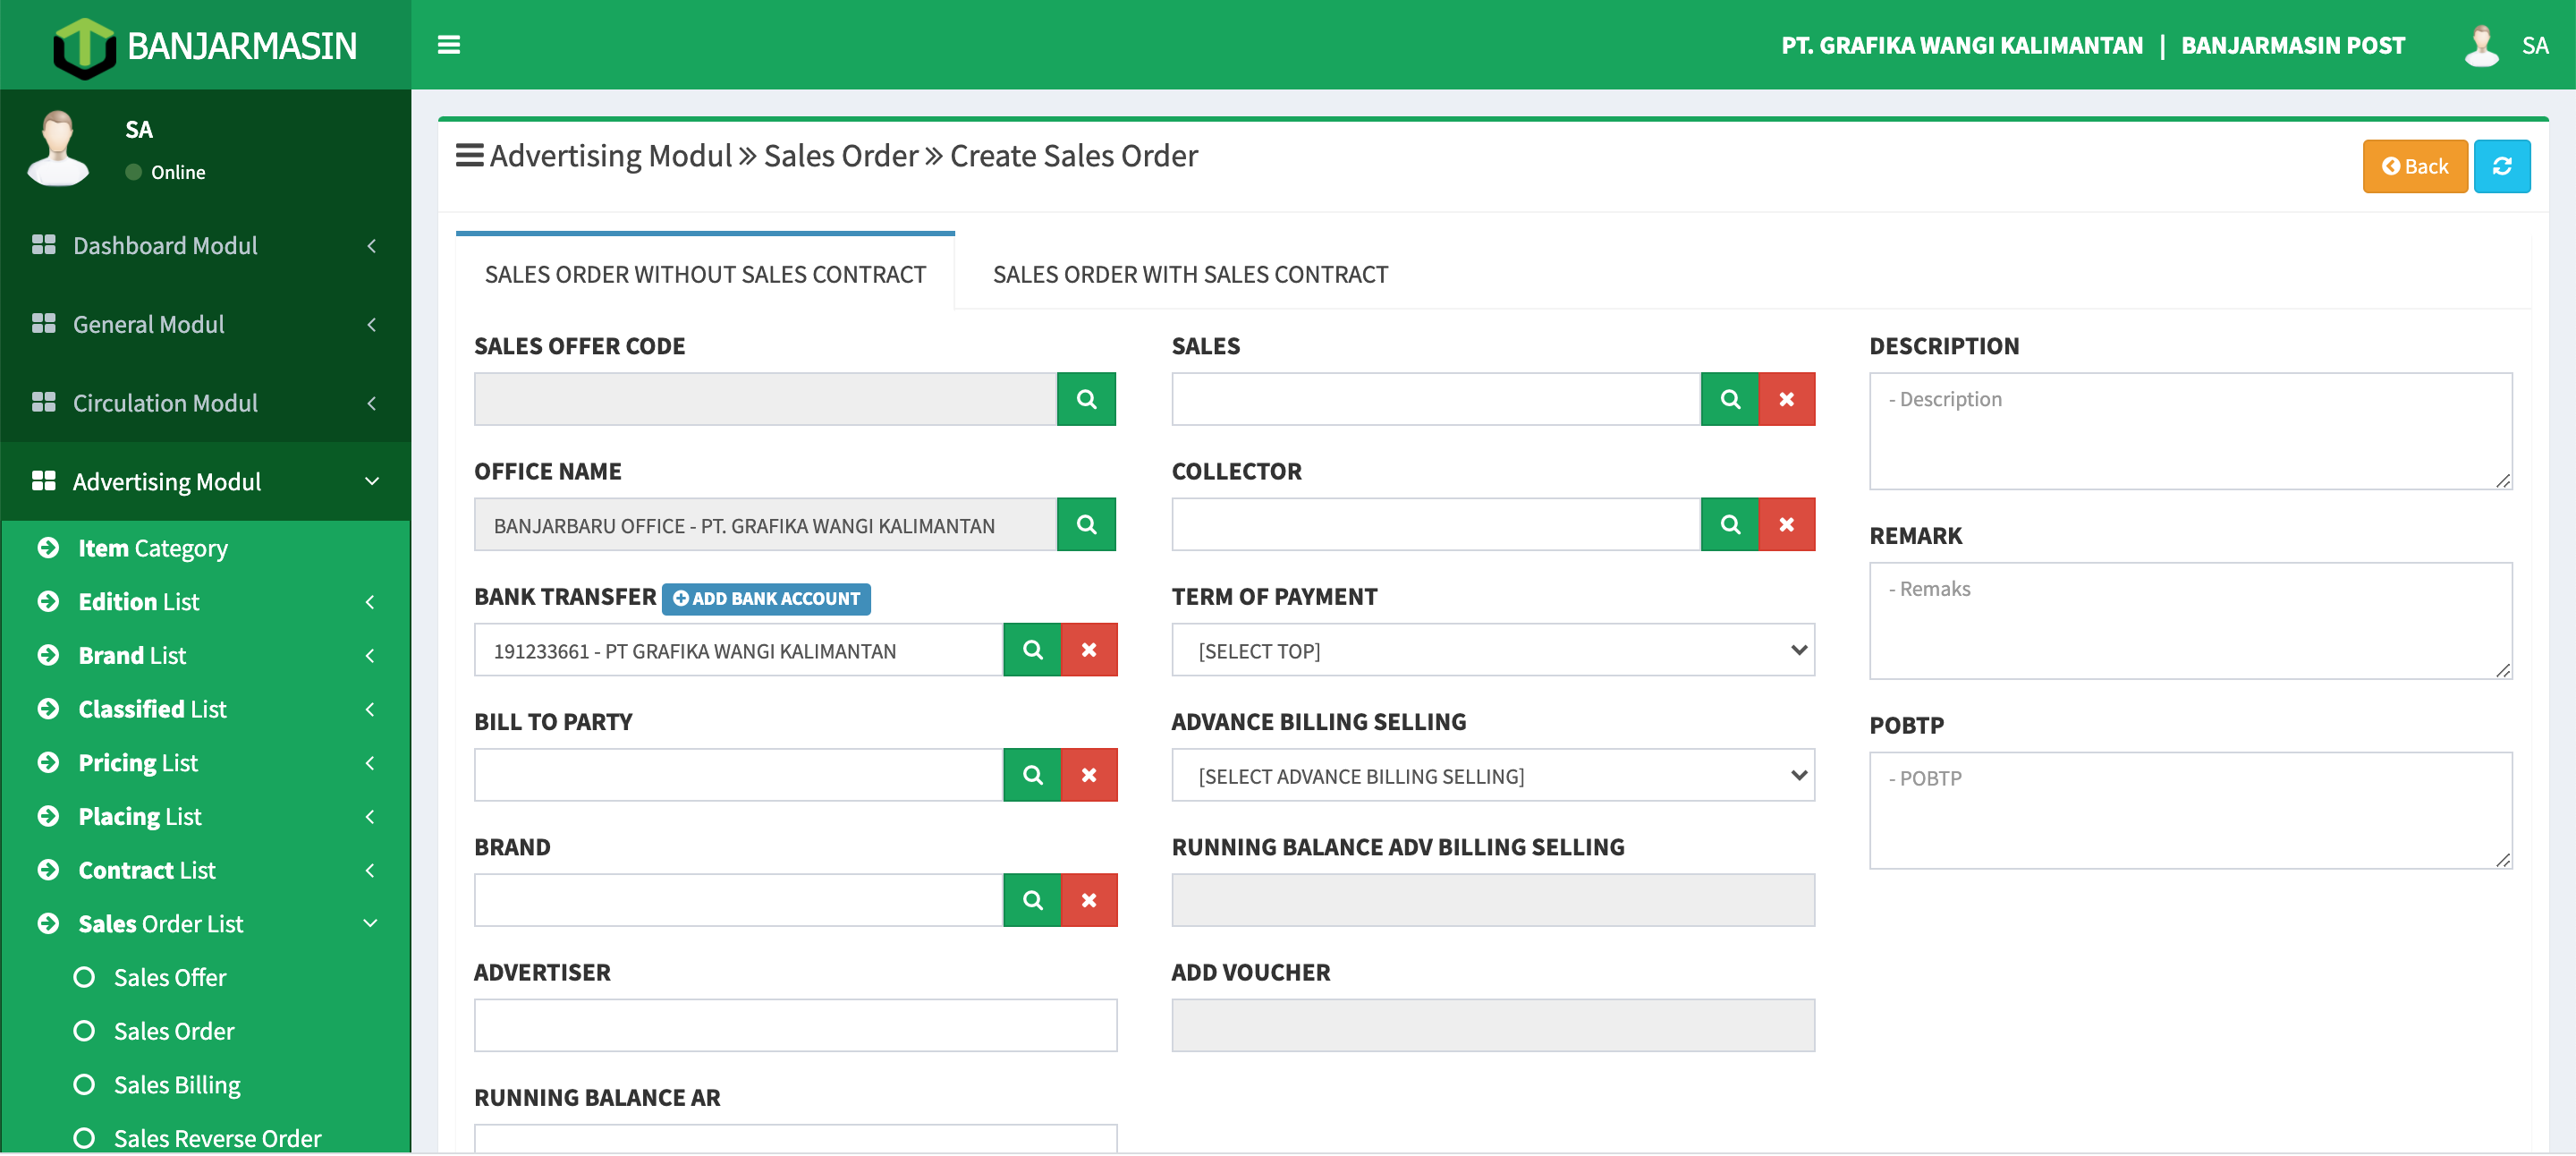 BANJARMASIN
PT. GRAFIKA WANGI KALIMANTAN | BANJARMASIN POST
SA
SA
Online
Dashboard Modul
General Modul
Circulation Modul
Advertising Modul
Item Category
Edition List
Brand List
Classified List
Pricing List
Placing List
Contract List
Sales Order List
Sales Offer
Sales Order
Sales Billing
Sales Reverse Order
Advertising Modul » Sales Order » Create Sales Order
Back
SALES ORDER WITHOUT SALES CONTRACT
SALES ORDER WITH SALES CONTRACT
SALES OFFER CODE
OFFICE NAME
BANJARBARU OFFICE - PT. GRAFIKA WANGI KALIMANTAN
BANK TRANSFER ADD BANK ACCOUNT
191233661 - PT GRAFIKA WANGI KALIMANTAN
BILL TO PARTY
BRAND
ADVERTISER
RUNNING BALANCE AR
SALES
COLLECTOR
TERM OF PAYMENT
[SELECT TOP]
ADVANCE BILLING SELLING
[SELECT ADVANCE BILLING SELLING]
RUNNING BALANCE ADV BILLING SELLING
ADD VOUCHER
DESCRIPTION
- Description
REMARK
- Remaks
POBTP
- POBTP